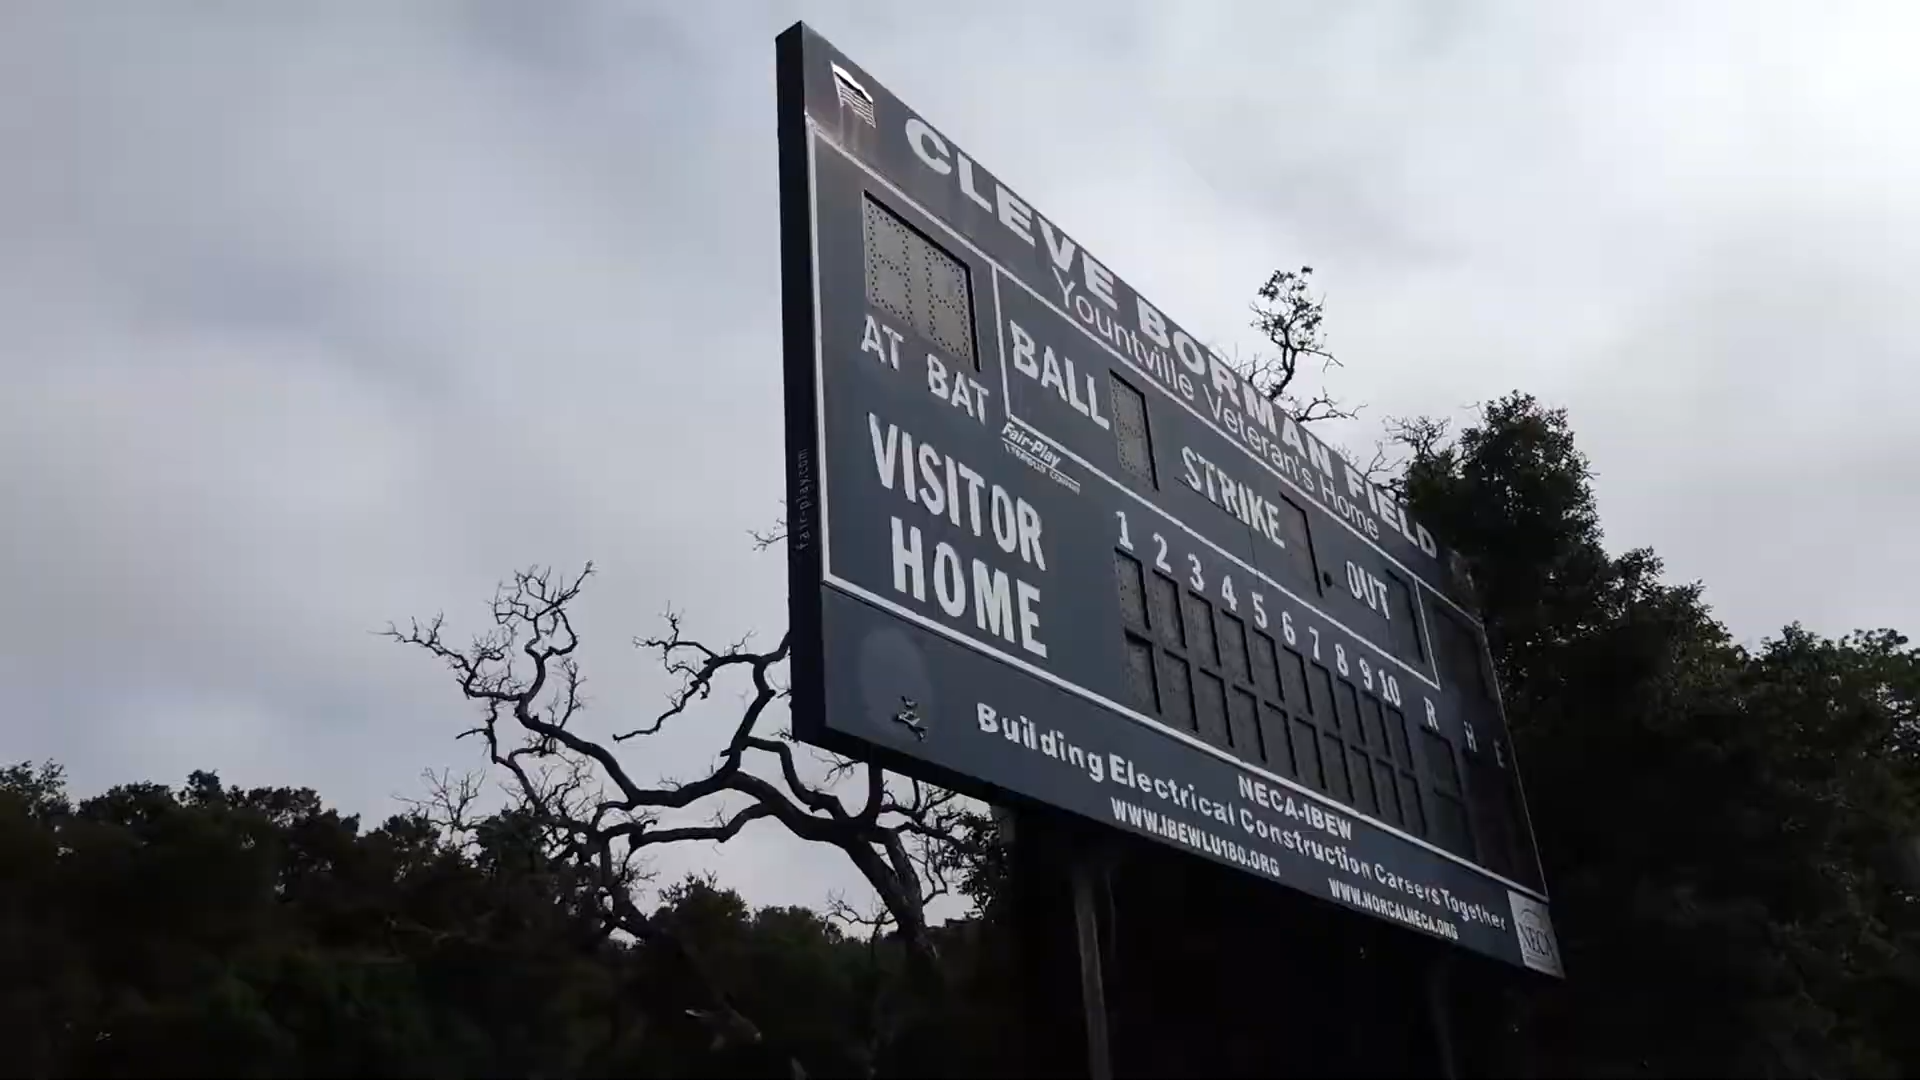 CLEVE BORMAN FIELD
Yountville Veteran's Home
AT BAT
BALL
STRIKE
OUT
Fair-Play
fair-play.com
1 2 3 4 5 6 7 8 9 10 R H E
VISITOR
HOME
NECA-IBEW
Building Electrical Construction Careers Together
WWW.IBEWLU180.ORG
WWW.NORCALNECA.ORG
NECA